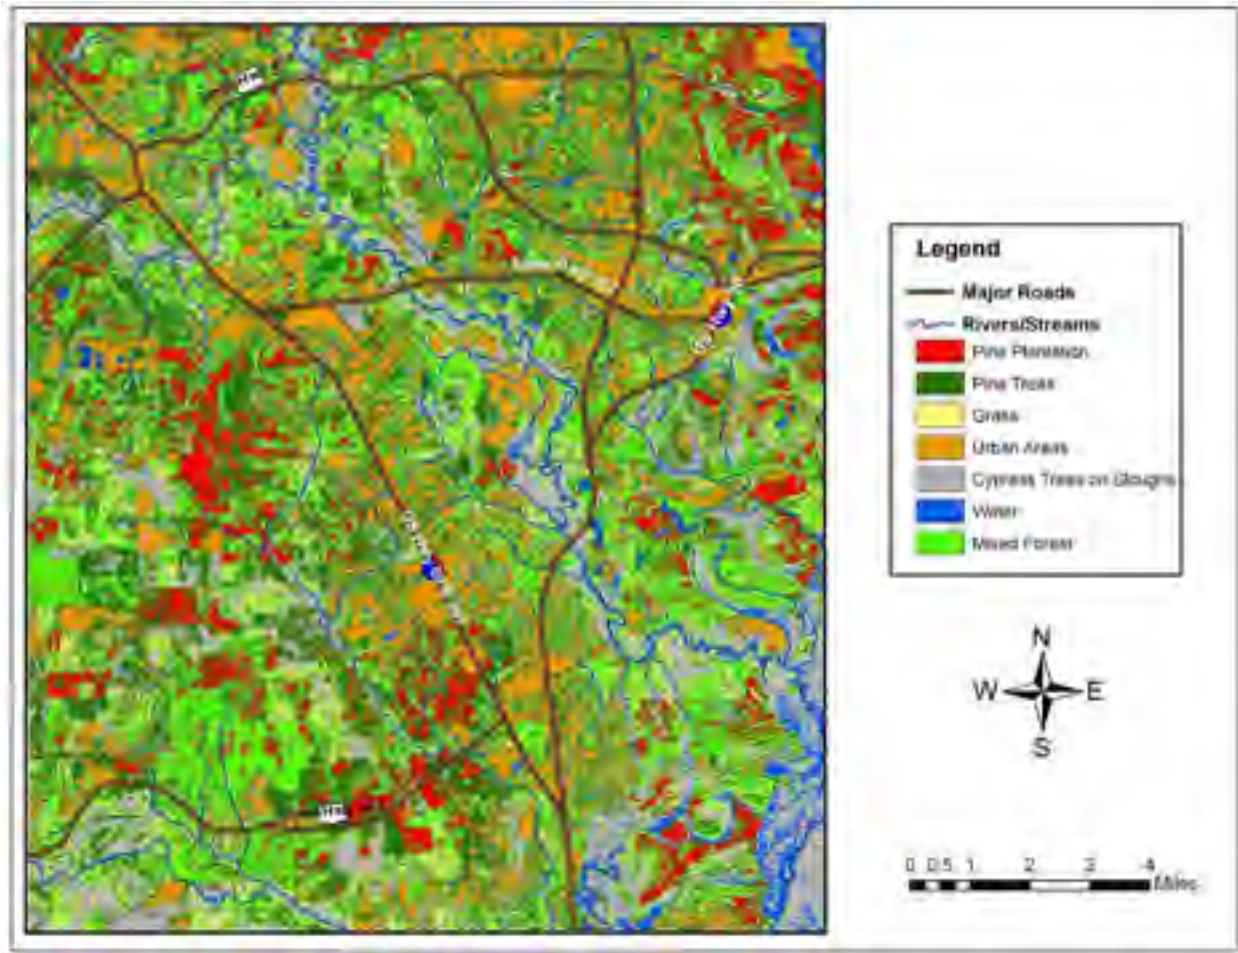 Legend
Major Roads
Rivers/Streams
Pine Plantation
Pine Trees
Grass
Urban Areas
Cypress Trees on Sloughs
Water
Mixed Forest
N
W E
S
0 0.5 1 2 3 4
Miles